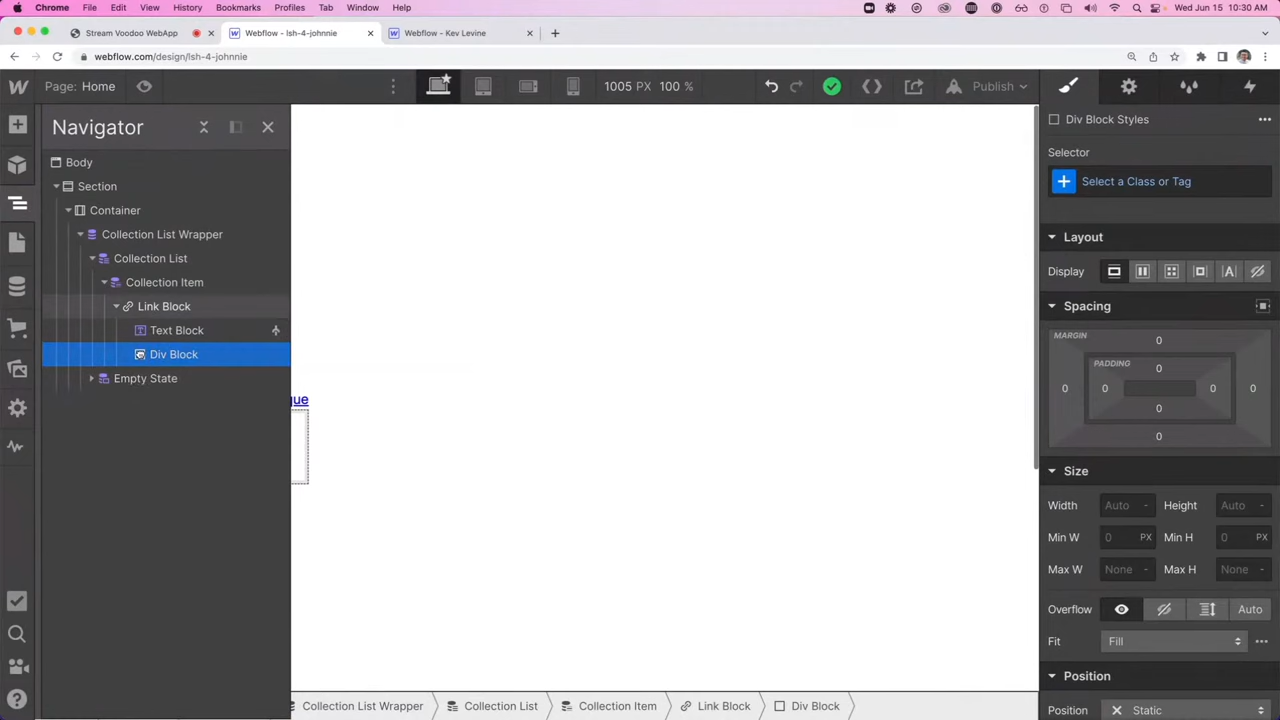 Chrome File Edit View History Bookmarks Profiles Tab Window Help Wed Jun 15 10:30 AM
Stream Voodoo WebApp Webflow - lsh-4-johnnie Webflow - Kev Levine
webflow.com/design/lsh-4-johnnie
Page: Home 1005 PX 100 % Publish
Navigator
Body
Section
Container
Collection List Wrapper
Collection List
Collection Item
Link Block
Text Block
Div Block
Empty State
gue
Div Block Styles
Selector
Select a Class or Tag
Layout
Display
Spacing
MARGIN 0
PADDING 0
0 0 0 0
0
0
Size
Width Auto - Height Auto -
Min W 0 PX Min H 0 PX
Max W None - Max H None -
Overflow Auto
Fit Fill
Position
Position Static
Collection List Wrapper Collection List Collection Item Link Block Div Block